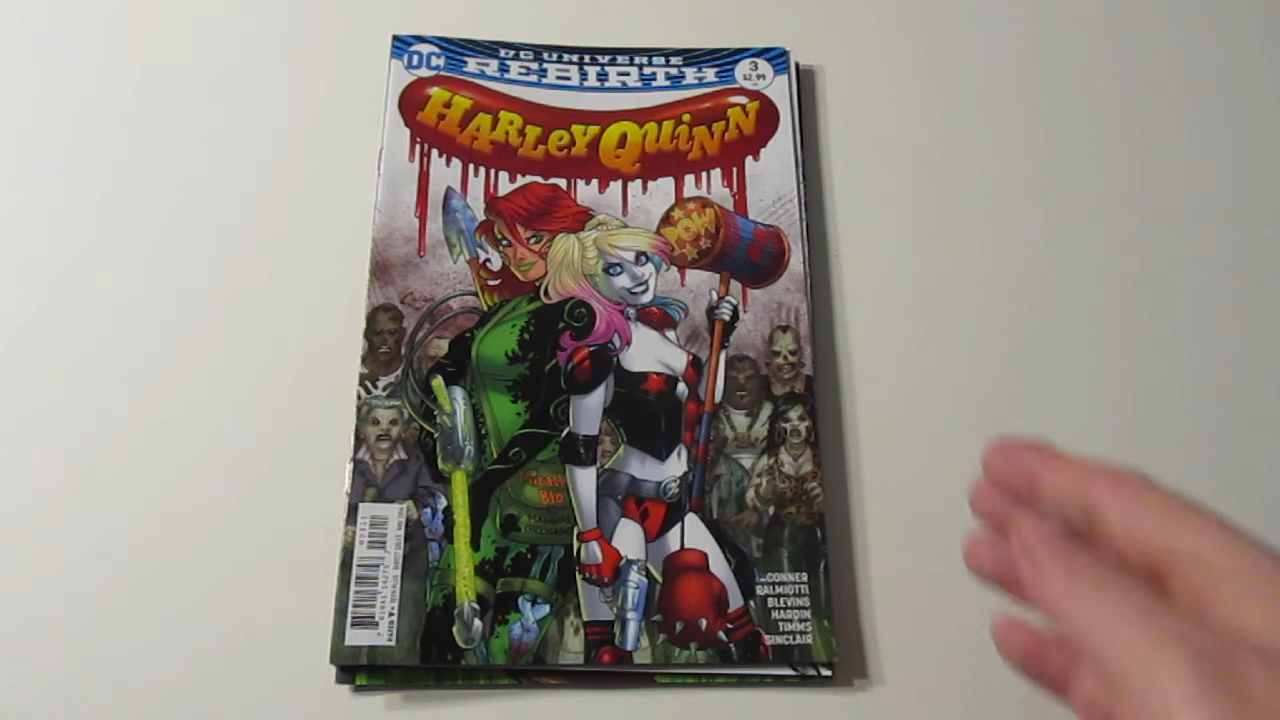 DC
DC UNIVERSE
REBIRTH
3
$2.99
HARLEY QUINN
POW!
CONNER
PALMIOTTI
BLEVINS
HARDIN
TIMMS
SINCLAIR